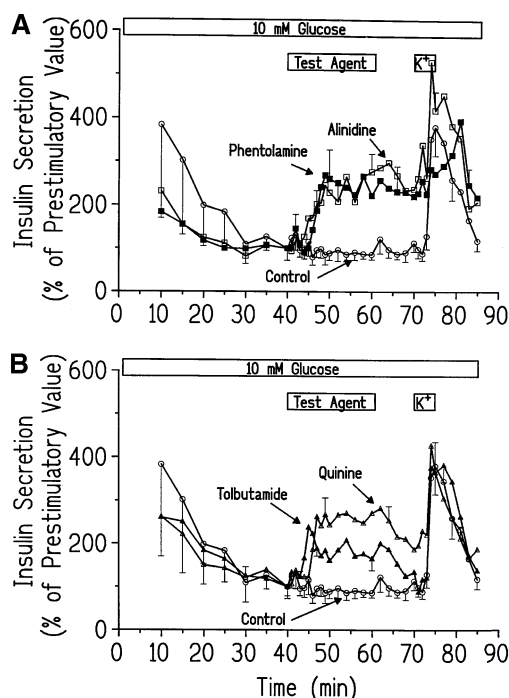 A
10 mM Glucose
Test Agent
K+
Insulin Secretion
(% of Prestimulatory Value)
600
400
200
100
0
Phentolamine
Alinidine
Control
0 10 20 30 40 50 60 70 80 90
B
10 mM Glucose
Test Agent
K+
Insulin Secretion
(% of Prestimulatory Value)
600
400
200
100
0
Tolbutamide
Quinine
Control
0 10 20 30 40 50 60 70 80 90
Time (min)